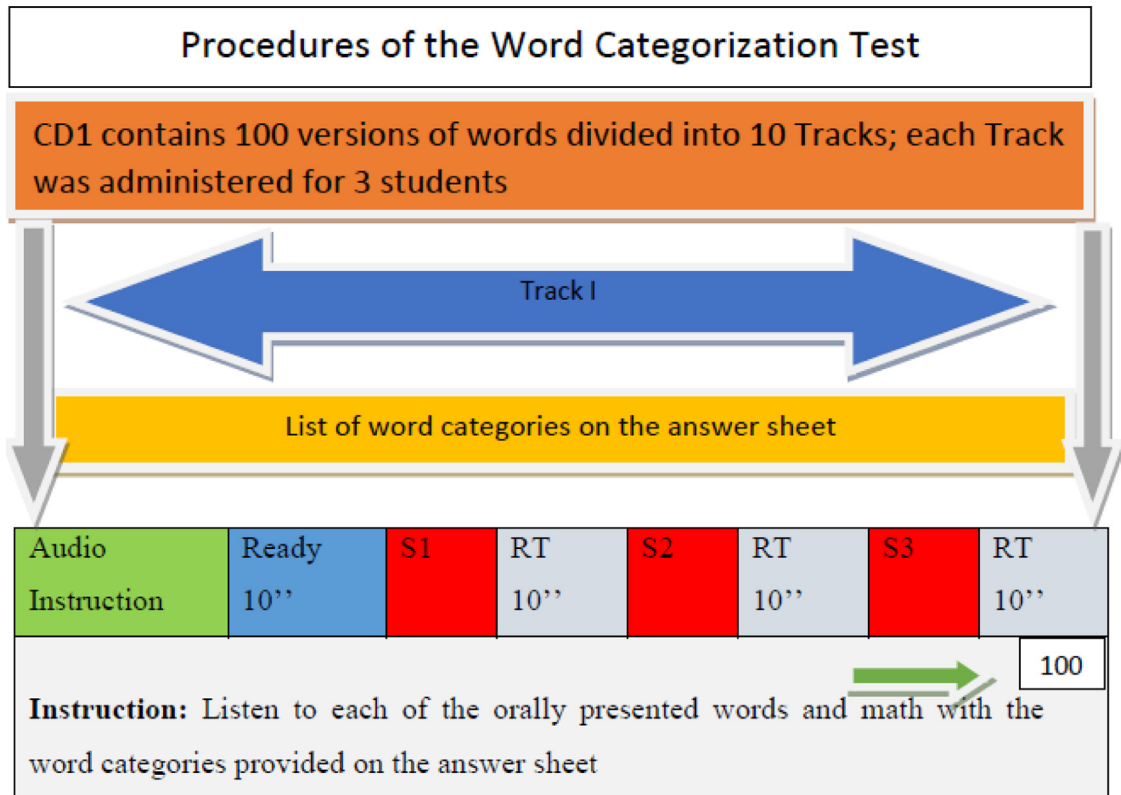 Procedures of the Word Categorization Test
CD1 contains 100 versions of words divided into 10 Tracks; each Track
was administered for 3 students
Track I
List of word categories on the answer sheet
Audio Instruction
Ready 10’’
S1
RT 10’’
S2
RT 10’’
S3
RT 10’’
100
Instruction: Listen to each of the orally presented words and math with the
word categories provided on the answer sheet